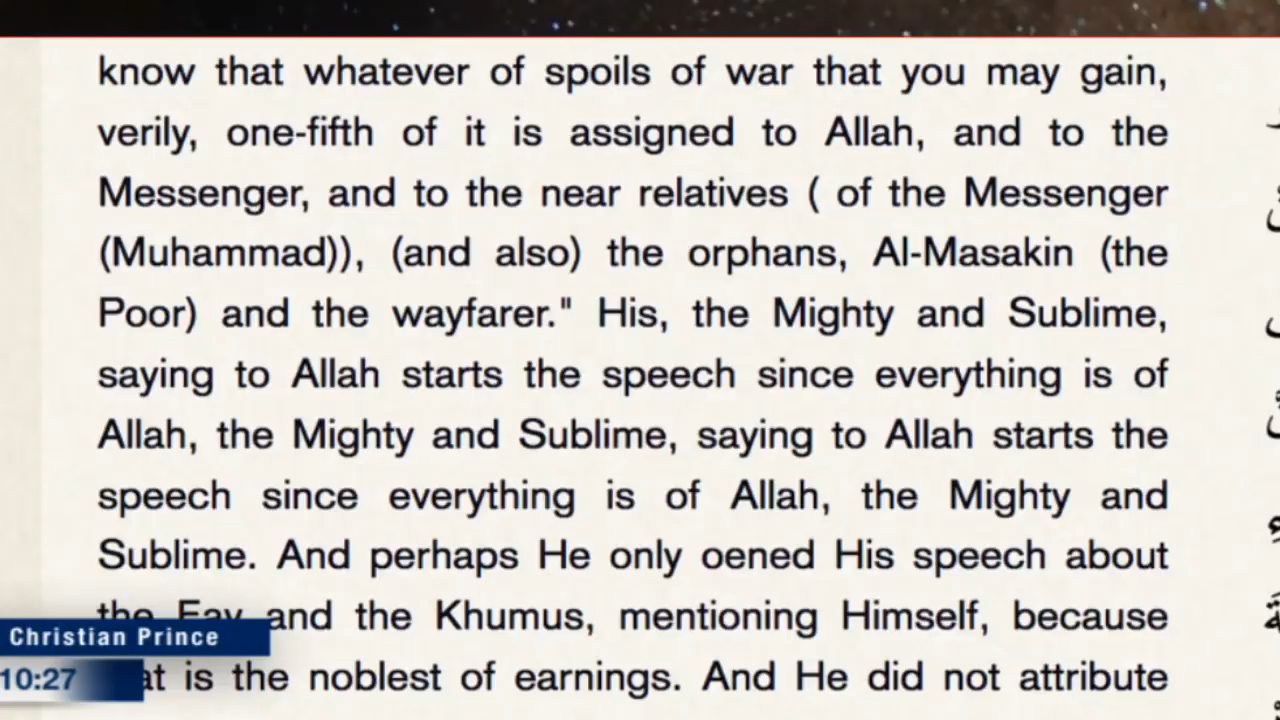 know that whatever of spoils of war that you may gain,
verily, one-fifth of it is assigned to Allah, and to the
Messenger, and to the near relatives ( of the Messenger
(Muhammad)), (and also) the orphans, Al-Masakin (the
Poor) and the wayfarer." His, the Mighty and Sublime,
saying to Allah starts the speech since everything is of
Allah, the Mighty and Sublime, saying to Allah starts the
speech since everything is of Allah, the Mighty and
Sublime. And perhaps He only oened His speech about
the Fay and the Khumus, mentioning Himself, because
is the noblest of earnings. And He did not attribute
Christian Prince
10:27